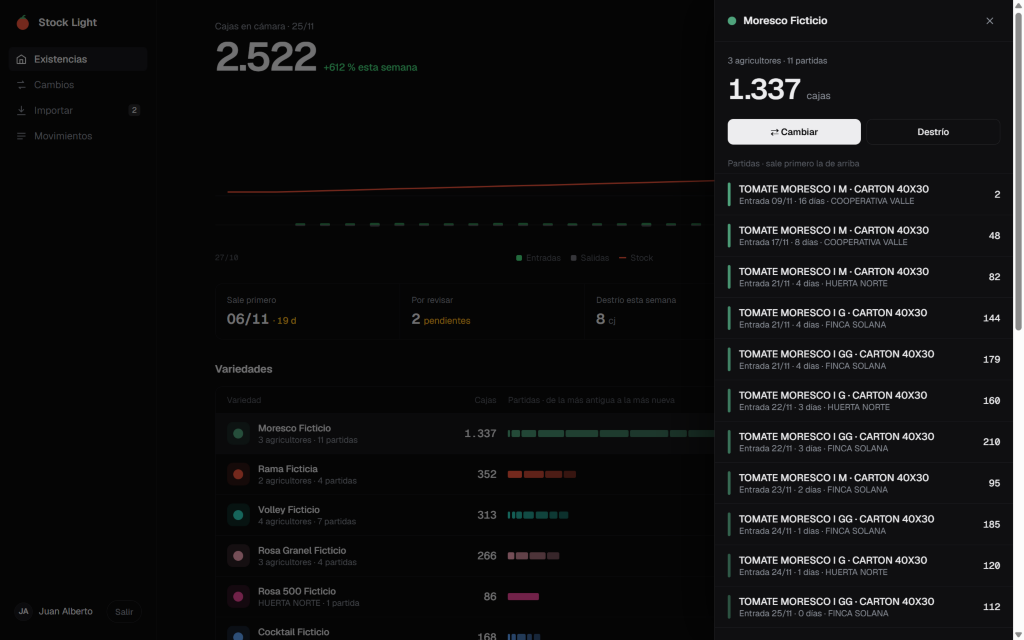 Stock Light
Existencias
Cambios
Importar 2
Movimientos
JA Juan Alberto Salir
Cajas en cámara · 25/11
2.522 +612 % esta semana
27/10
Entradas Salidas Stock
Sale primero
06/11 · 19 d
Por revisar
2 pendientes
Destrío esta semana
8 cj
Variedades
Variedad Cajas Partidas · de la más antigua a la más nueva
Moresco Ficticio
3 agricultores · 11 partidas
1.337
Rama Ficticia
2 agricultores · 4 partidas
352
Volley Ficticio
4 agricultores · 7 partidas
313
Rosa Granel Ficticio
3 agricultores · 4 partidas
266
Rosa 500 Ficticio
HUERTA NORTE · 1 partida
86
Cocktail Ficticio
168
Moresco Ficticio
3 agricultores · 11 partidas
1.337 cajas
Cambiar
Destrío
Partidas · sale primero la de arriba
TOMATE MORESCO I M · CARTON 40X30
Entrada 09/11 · 16 días · COOPERATIVA VALLE
2
TOMATE MORESCO I M · CARTON 40X30
Entrada 17/11 · 8 días · COOPERATIVA VALLE
48
TOMATE MORESCO I M · CARTON 40X30
Entrada 21/11 · 4 días · HUERTA NORTE
82
TOMATE MORESCO I G · CARTON 40X30
Entrada 21/11 · 4 días · FINCA SOLANA
144
TOMATE MORESCO I GG · CARTON 40X30
Entrada 21/11 · 4 días · FINCA SOLANA
179
TOMATE MORESCO I G · CARTON 40X30
Entrada 22/11 · 3 días · HUERTA NORTE
160
TOMATE MORESCO I GG · CARTON 40X30
Entrada 22/11 · 3 días · FINCA SOLANA
210
TOMATE MORESCO I M · CARTON 40X30
Entrada 23/11 · 2 días · FINCA SOLANA
95
TOMATE MORESCO I GG · CARTON 40X30
Entrada 24/11 · 1 días · FINCA SOLANA
185
TOMATE MORESCO I G · CARTON 40X30
Entrada 24/11 · 1 días · HUERTA NORTE
120
TOMATE MORESCO I GG · CARTON 40X30
Entrada 25/11 · 0 días · FINCA SOLANA
112